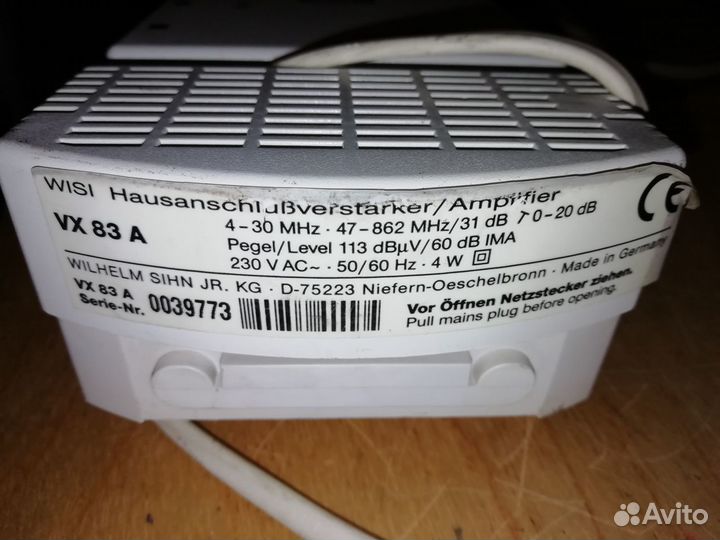 WISI Hausanschlußverstärker/Amplifier
VX 83 A
4-30 MHz · 47-862 MHz/31 dB 0-20 dB
Pegel/Level 113 dBµV/60 dB IMA
230 V AC~ · 50/60 Hz · 4 W
WILHELM SIHN JR. KG · D-75223 Niefern-Oeschelbronn · Made in Germany
VX 83 A
Serie-Nr. 0039773
Vor Öffnen Netzstecker ziehen.
Pull mains plug before opening.
CE
Avito